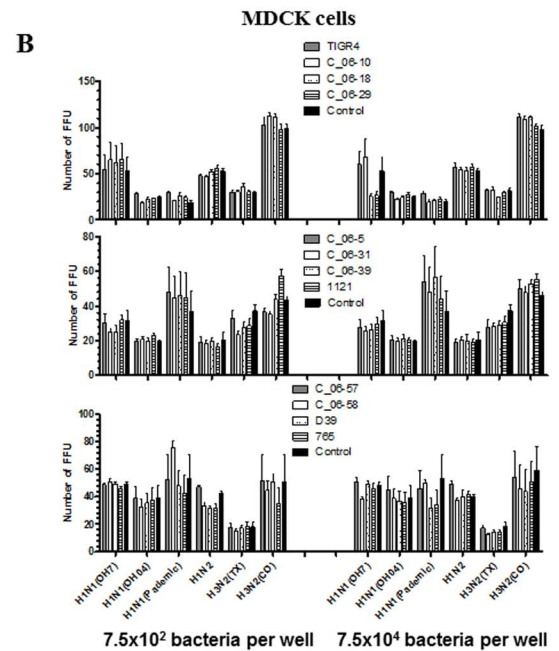 MDCK cells
B
TIGR4
C_06-10
C_06-18
C_06-29
Control
Number of FFU
150
100
50
0
C_06-5
C_06-31
C_06-39
1121
Control
Number of FFU
80
60
40
20
0
C_06-57
C_06-58
D39
765
Control
Number of FFU
100
80
60
40
20
0
H1N1(OH7)
H1N1(OH04)
H1N1(Pademic)
H1N2
H3N2(TX)
H3N2(CO)
H1N1(OH7)
H1N1(OH04)
H1N1(Pademic)
H1N2
H3N2(TX)
H3N2(CO)
7.5x10² bacteria per well
7.5x10⁴ bacteria per well